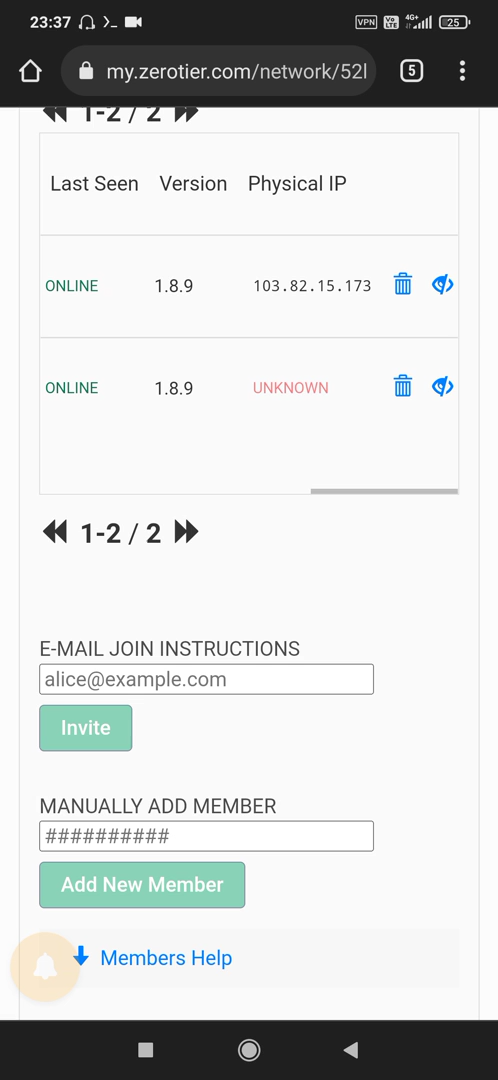 23:37
VPN
Vo LTE
4G+
25
my.zerotier.com/network/52l
5
1-2 / 2
Last Seen Version Physical IP
ONLINE 1.8.9 103.82.15.173
ONLINE 1.8.9 UNKNOWN
1-2 / 2
E-MAIL JOIN INSTRUCTIONS
alice@example.com
Invite
MANUALLY ADD MEMBER
##########
Add New Member
Members Help